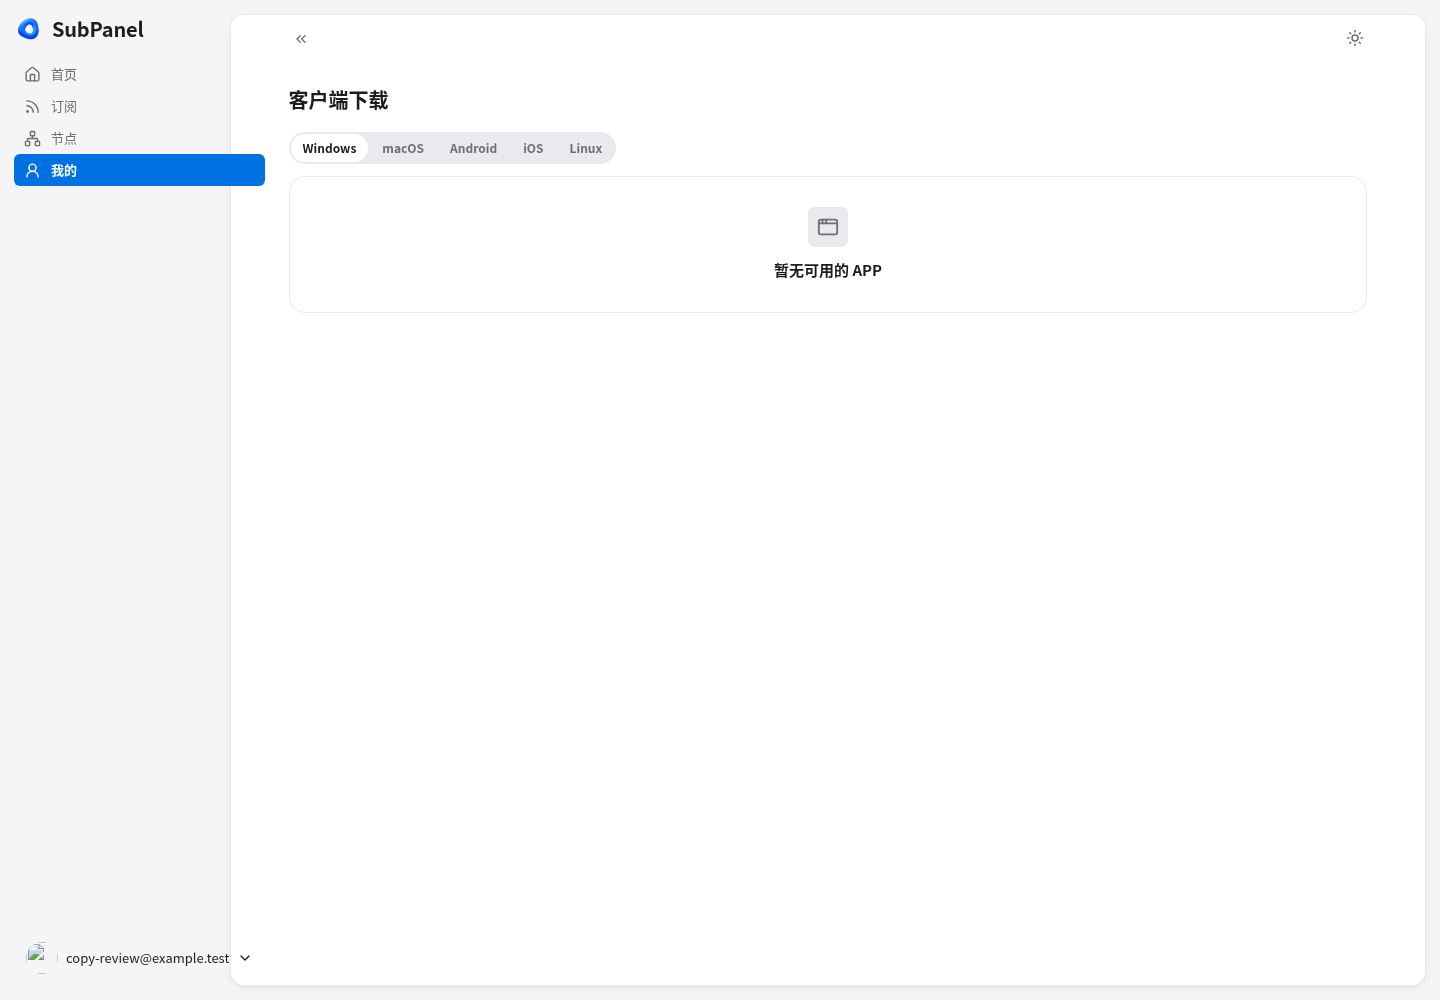 SubPanel
首页
订阅
节点
我的
客户端下载
Windows macOS Android iOS Linux
暂无可用的 APP
copy-review@example.test